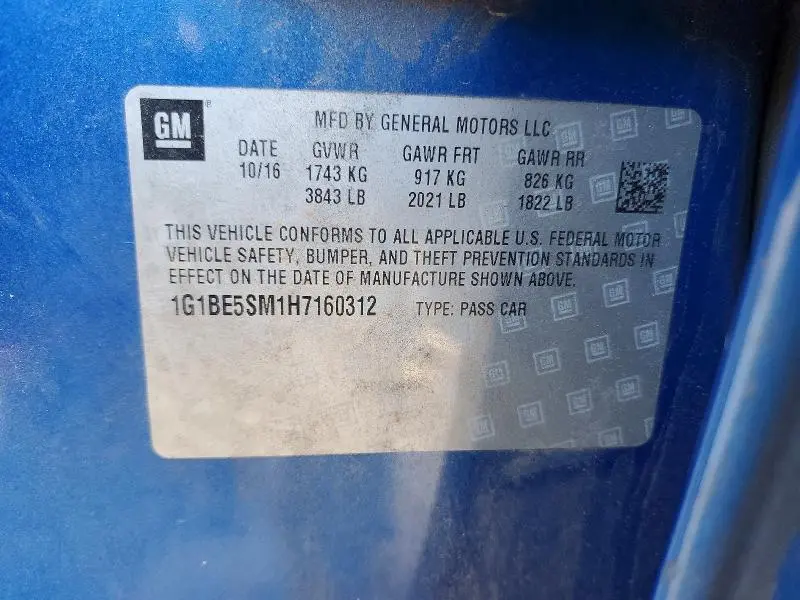 GM
MFD BY GENERAL MOTORS LLC
DATE GVWR GAWR FRT GAWR RR
10/16 1743 KG 917 KG 826 KG
3843 LB 2021 LB 1822 LB
THIS VEHICLE CONFORMS TO ALL APPLICABLE U.S. FEDERAL MOTOR
VEHICLE SAFETY, BUMPER, AND THEFT PREVENTION STANDARDS IN
EFFECT ON THE DATE OF MANUFACTURE SHOWN ABOVE.
1G1BE5SM1H7160312 TYPE: PASS CAR